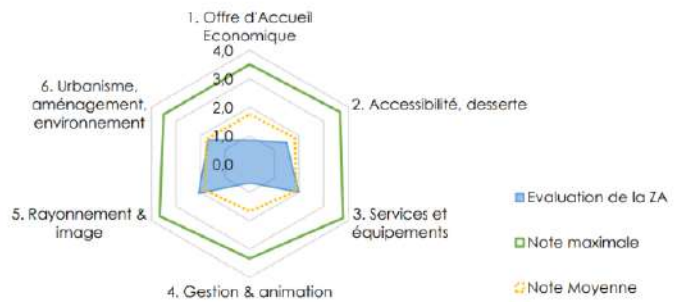 1. Offre d'Accueil
Economique
4,0
3,0
2,0
1,0
0,0
2. Accessibilité, desserte
3. Services et
équipements
4. Gestion & animation
5. Rayonnement &
image
6. Urbanisme,
aménagement,
environnement
Evaluation de la ZA
Note maximale
Note Moyenne